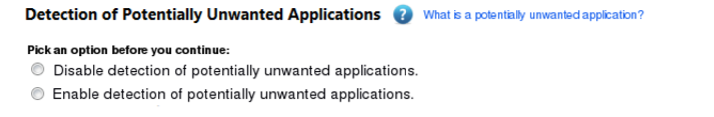 Detection of Potentially Unwanted Applications ? What is a potentially unwanted application?
Pick an option before you continue:
Disable detection of potentially unwanted applications.
Enable detection of potentially unwanted applications.